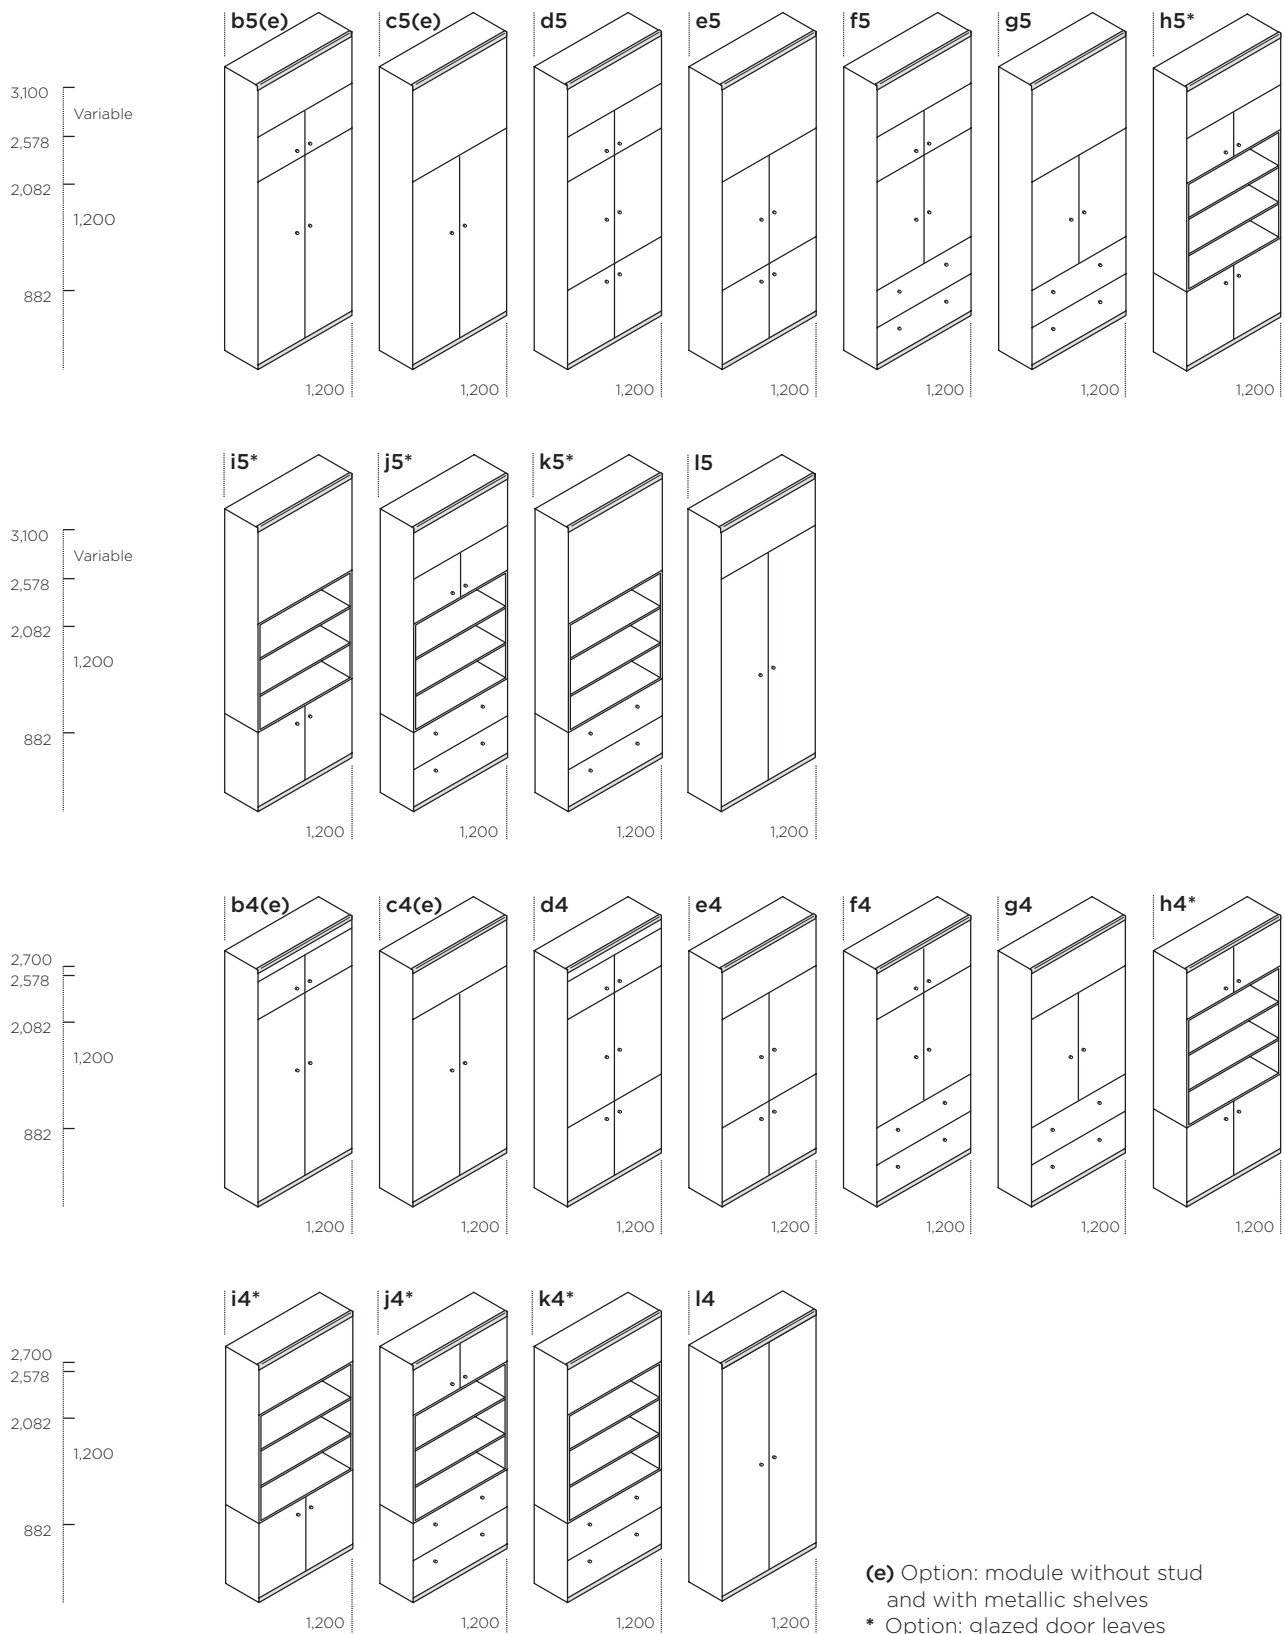 b5(e) c5(e) d5 e5 f5 g5 h5*
3,100
Variable
2,578
2,082
1,200
882
1,200 1,200 1,200 1,200 1,200 1,200 1,200
i5* j5* k5* l5
3,100
Variable
2,578
2,082
1,200
882
1,200 1,200 1,200 1,200
b4(e) c4(e) d4 e4 f4 g4 h4*
2,700
2,578
2,082
1,200
882
1,200 1,200 1,200 1,200 1,200 1,200 1,200
i4* j4* k4* l4
2,700
2,578
2,082
1,200
882
1,200 1,200 1,200 1,200
(e) Option: module without stud
and with metallic shelves
* Option: glazed door leaves